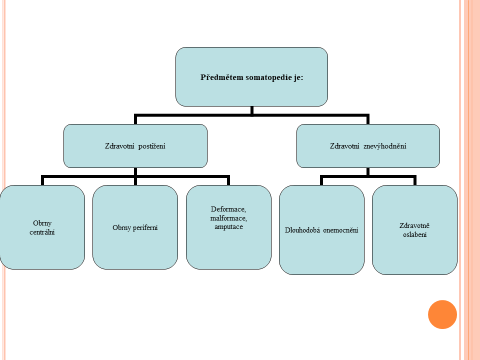 Předmětem somatopedie je:
Zdravotní postižení
Zdravotní znevýhodnění
Obrny
centrální
Obrny periferní
Deformace,
malformace,
amputace
Dlouhodobá onemocnění
Zdravotně
oslabení